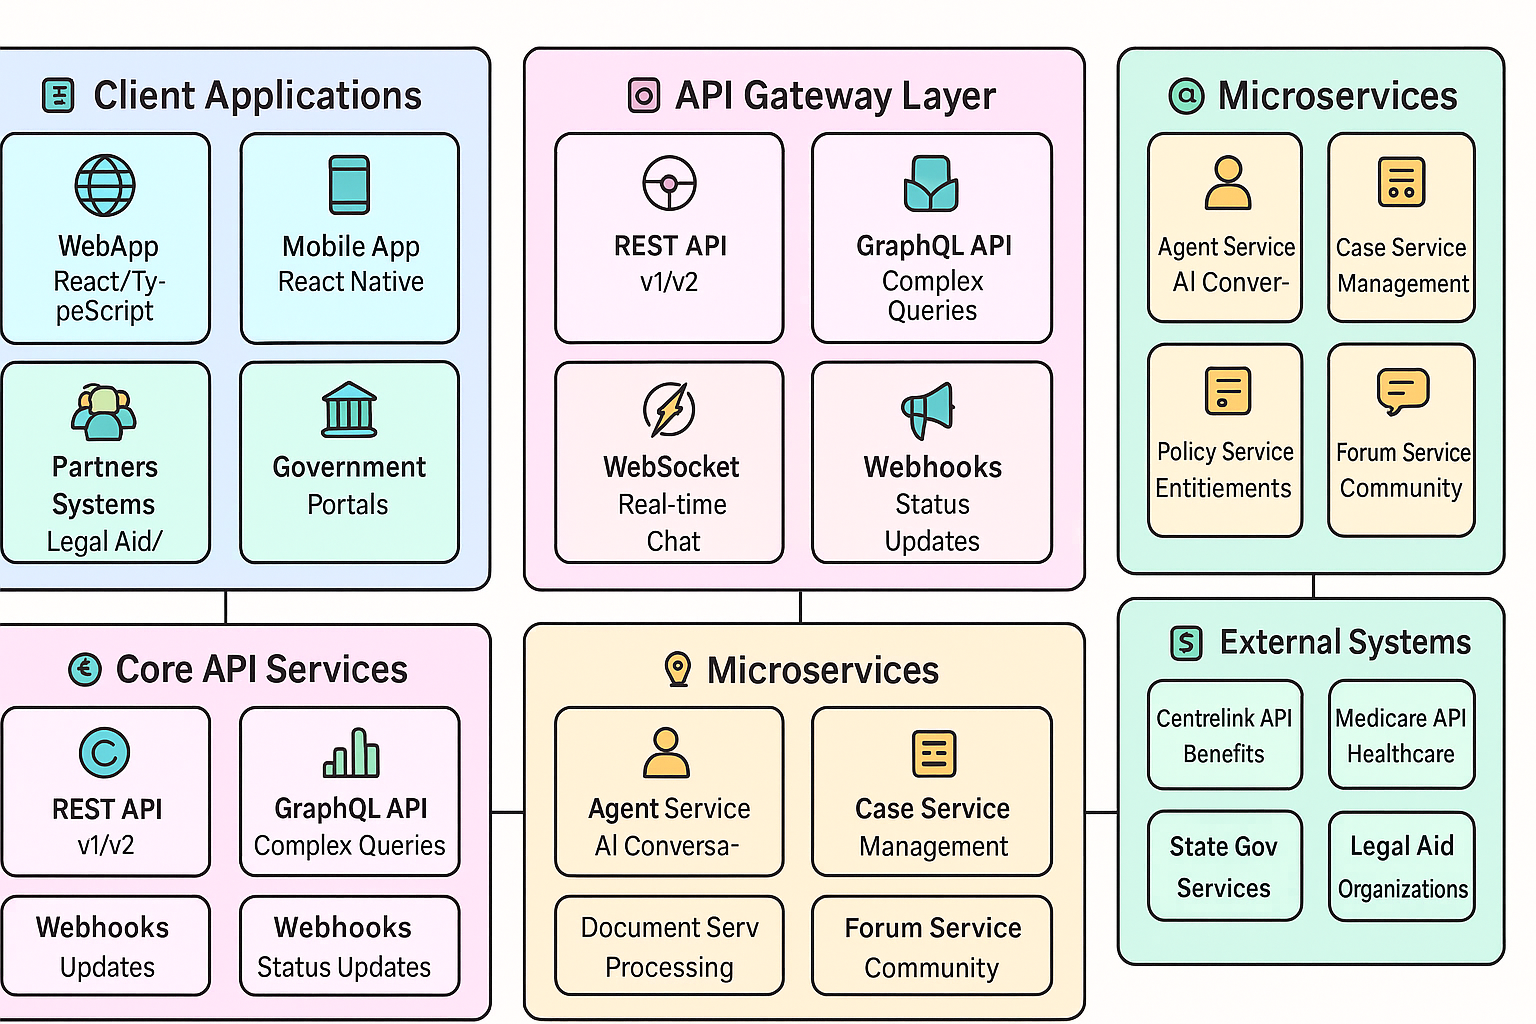 Client Applications
WebApp
React/Ty-
peScript
Mobile App
React Native
Partners
Systems
Legal Aid/
Government
Portals
API Gateway Layer
REST API
v1/v2
GraphQL API
Complex
Queries
WebSocket
Real-time
Chat
Webhooks
Status
Updates
@ Microservices
Agent Service
AI Conver-
Case Service
Management
Policy Service
Entitiements
Forum Service
Community
€ Core API Services
C
REST API
v1/v2
GraphQL API
Complex Queries
Webhooks
Updates
Webhooks
Status Updates
Microservices
Agent Service
AI Conversa-
Case Service
Management
Document Serv
Processing
Forum Service
Community
$ External Systems
Centrelink API
Benefits
Medicare API
Healthcare
State Gov
Services
Legal Aid
Organizations